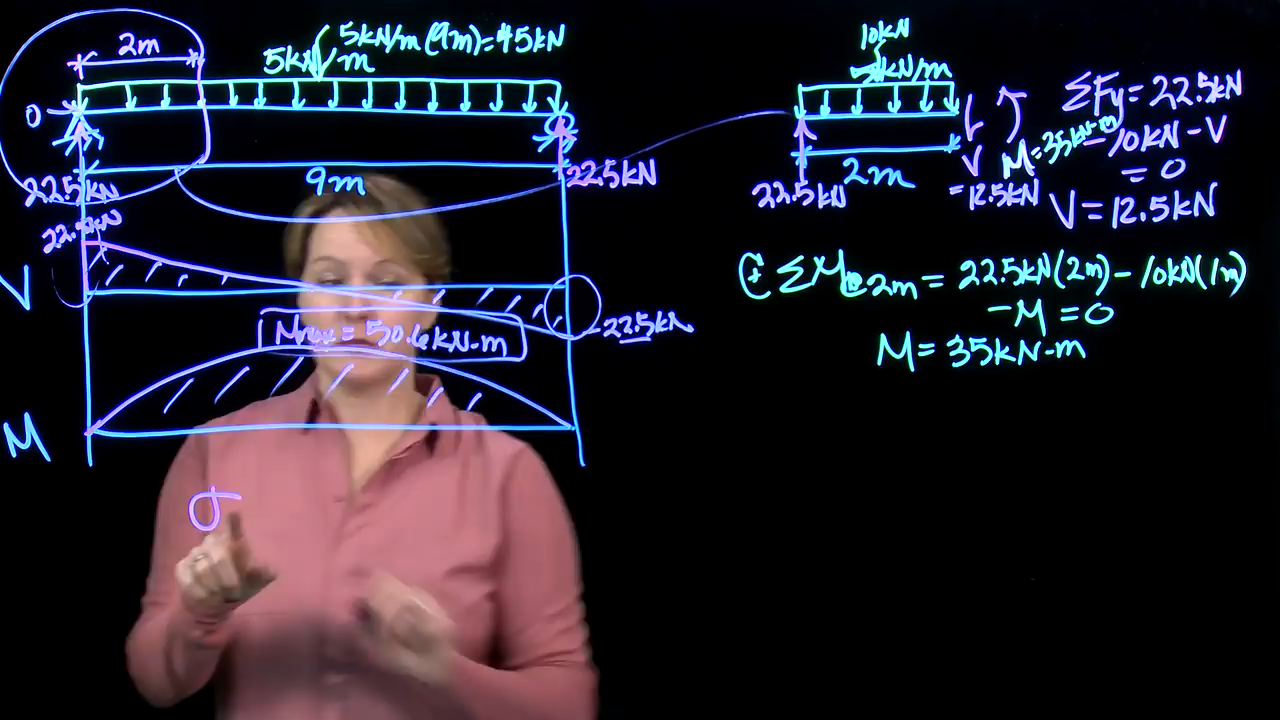 2m
5kN/m
5kN/m(9m)=45kN
0
9m
22.5kN
22.5kN
22.5kN
V
-22.5kN
Mmax = 50.6kN-m
M
σ
10kN
5kN/m
2m
22.5kN
V
= 12.5kN
M=35kN-m
ΣFy = 22.5kN
- 10kN - V
= 0
V = 12.5kN
(+ ΣM@2m = 22.5kN(2m) - 10kN(1m)
- M = 0
M = 35kN-m